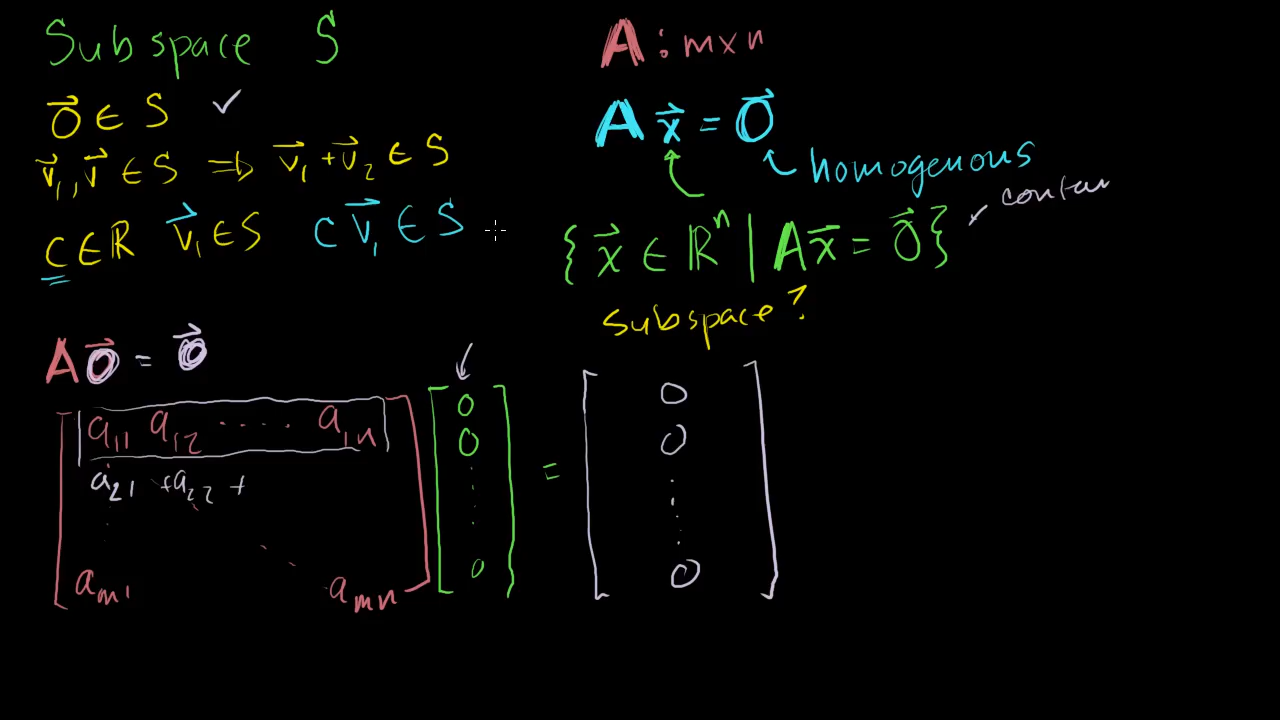 Subspace S
0⃗ ∈ S ✓
v⃗₁, v⃗ ∈ S ⇒ v⃗₁ + v⃗₂ ∈ S
c ∈ ℝ v⃗₁ ∈ S c v⃗₁ ∈ S
A : m x n
A x⃗ = 0⃗
homogenous
{ x⃗ ∈ ℝⁿ | A x⃗ = 0⃗ } ✓ contan
subspace?
A 0⃗ = 0⃗
a₁₁ a₁₂ · · · · a₁ₙ 0 0
a₂₁ + a₂₂ + 0 = 0
⋮ ⋱ ⋮ ⋮
aₘ₁ aₘₙ 0 0